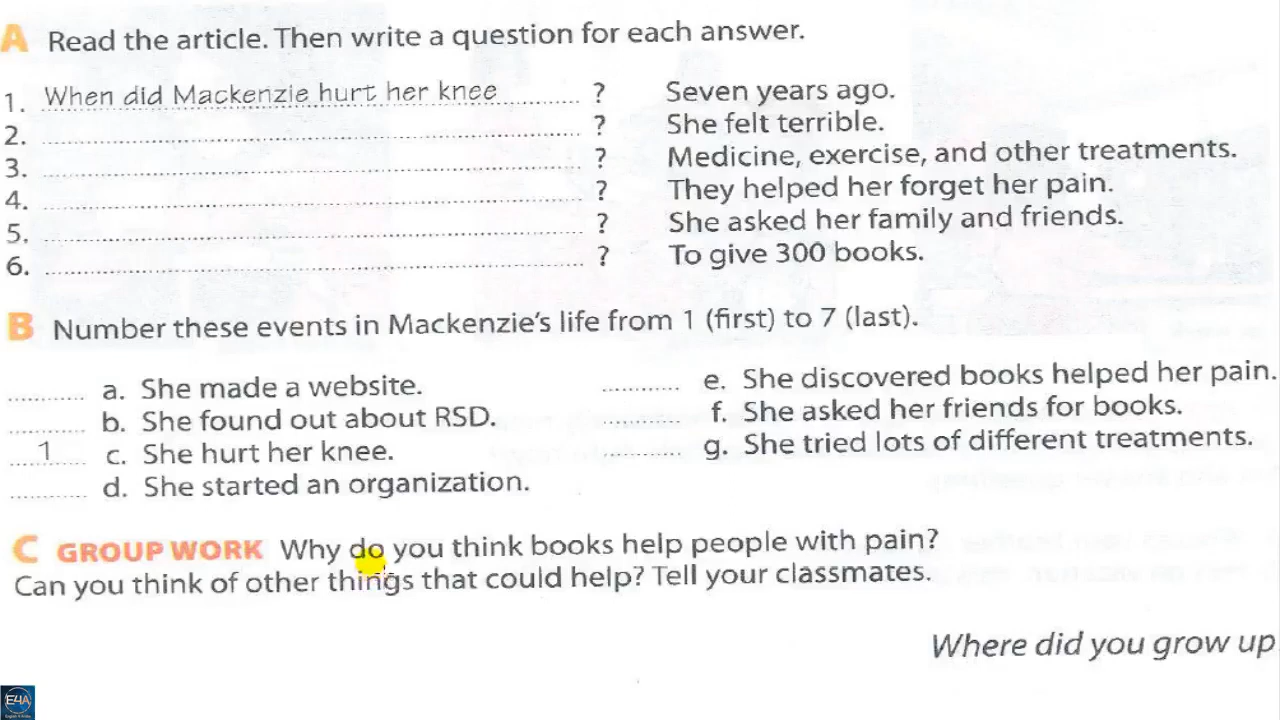 A Read the article. Then write a question for each answer.
1. When did Mackenzie hurt her knee ? Seven years ago.
2. ? She felt terrible.
3. ? Medicine, exercise, and other treatments.
4. ? They helped her forget her pain.
5. ? She asked her family and friends.
6. ? To give 300 books.
B Number these events in Mackenzie's life from 1 (first) to 7 (last).
a. She made a website. e. She discovered books helped her pain.
b. She found out about RSD. f. She asked her friends for books.
1 c. She hurt her knee. g. She tried lots of different treatments.
d. She started an organization.
C GROUP WORK Why do you think books help people with pain?
Can you think of other things that could help? Tell your classmates.
Where did you grow up
E4A